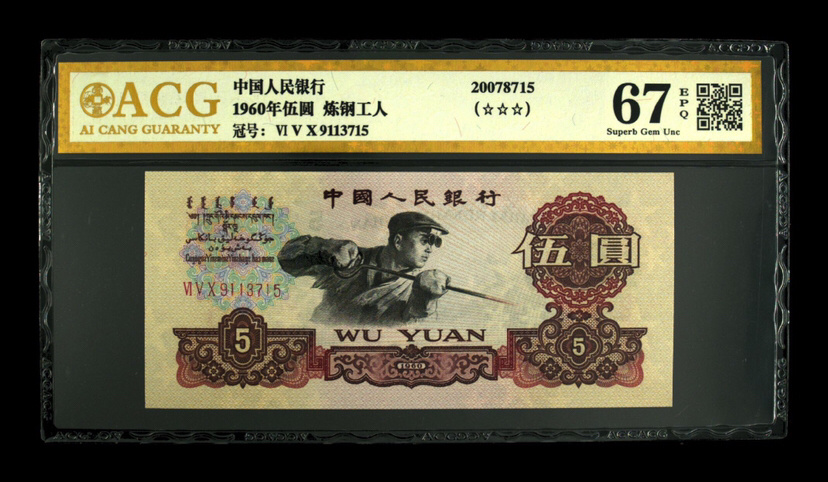 ACG
AI CANG GUARANTY
中国人民银行
1960年伍圆 炼钢工人
冠号: Ⅵ Ⅴ Ⅹ 9113715
20078715
(☆☆☆)
67
EPQ
Superb Gem Unc
中國人民銀行
伍圓
ⅥⅤⅩ9113715
5
WU YUAN
1960
5